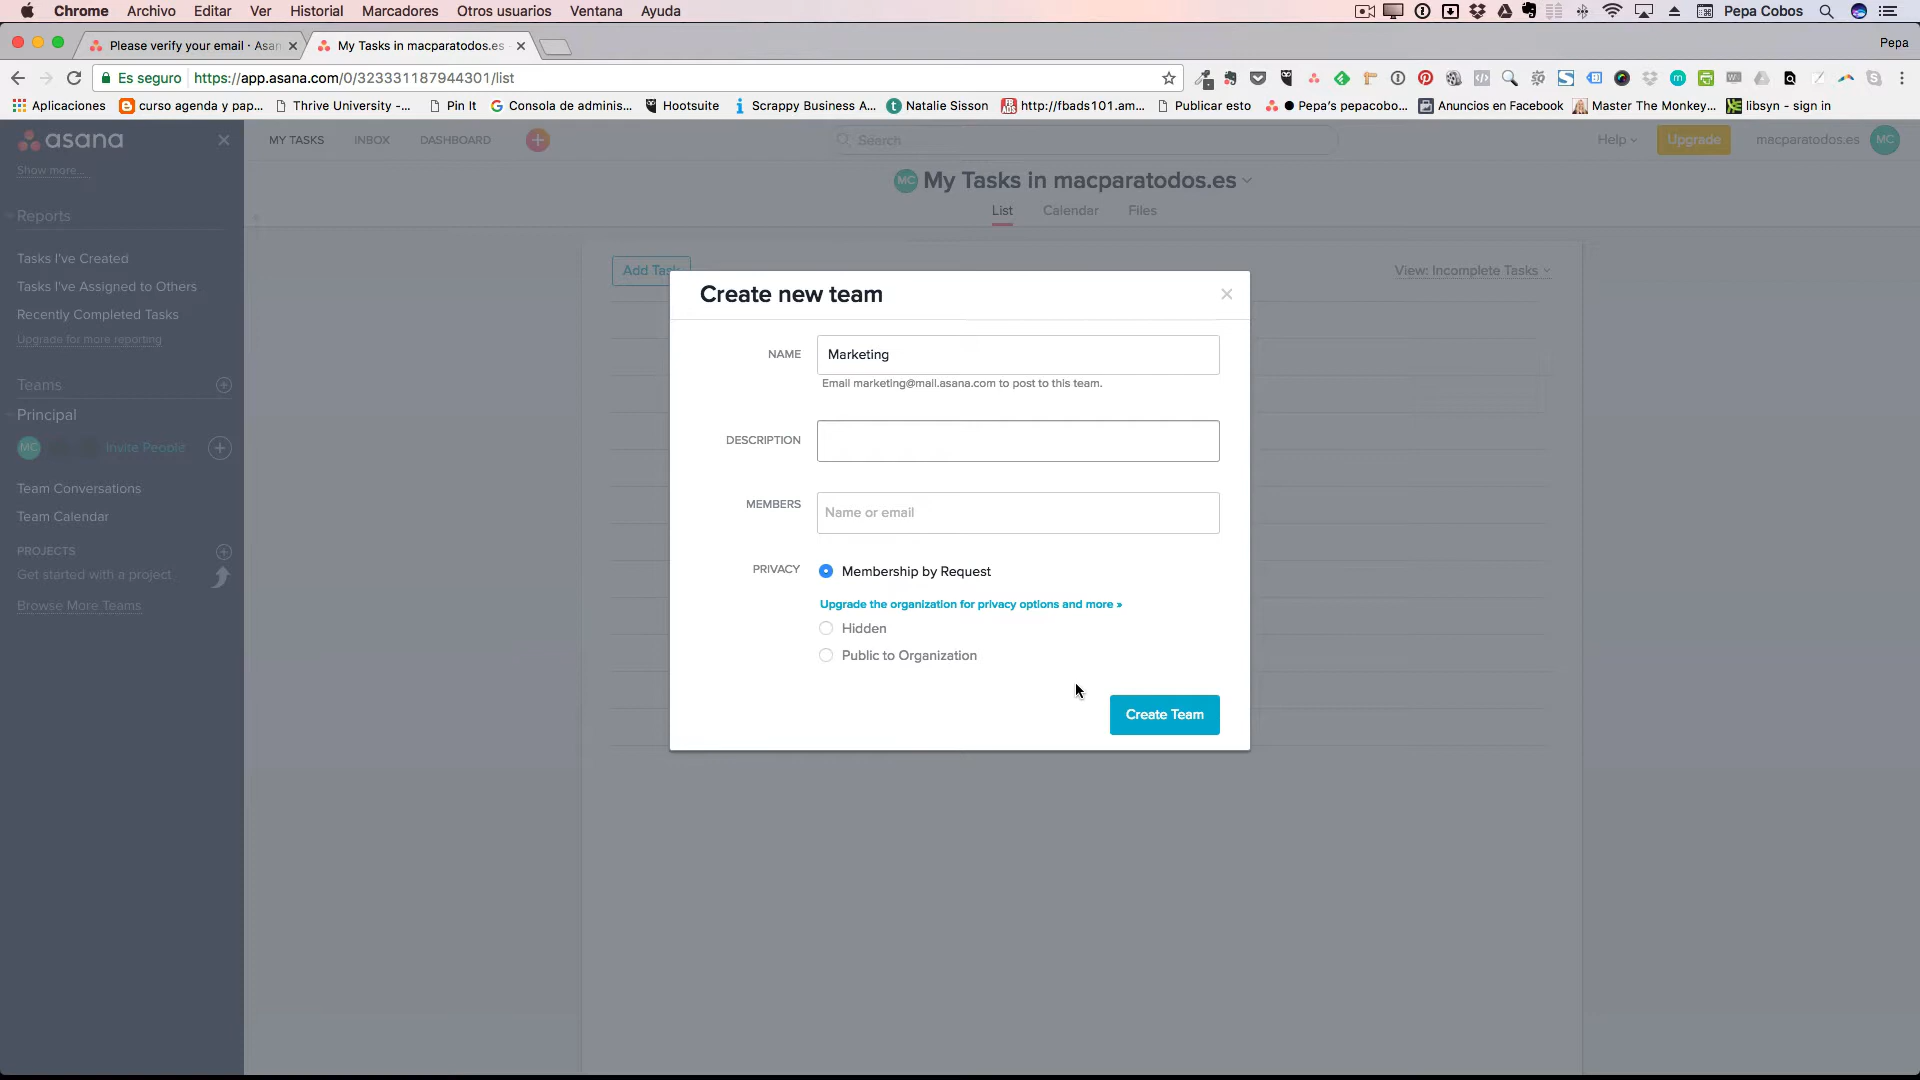 Chrome Archivo Editar Ver Historial Marcadores Otros usuarios Ventana Ayuda Pepa Cobos
Please verify your email · Asan My Tasks in macparatodos.es Pepa
Es seguro https://app.asana.com/0/323331187944301/list
Aplicaciones curso agenda y pap... Thrive University -... Pin It Consola de adminis... Hootsuite Scrappy Business A... Natalie Sisson http://fbads101.am... Publicar esto Pepa's pepacobo... Anuncios en Facebook Master The Monkey... libsyn - sign in
asana MY TASKS INBOX DASHBOARD Search Help Upgrade macparatodos.es MC
Show more...
MC My Tasks in macparatodos.es
List Calendar Files
Reports
Tasks I've Created
Tasks I've Assigned to Others
Recently Completed Tasks
Upgrade for more reporting
Teams
Principal
MC Invite People
Team Conversations
Team Calendar
PROJECTS
Get started with a project
Browse More Teams
Add Task View: Incomplete Tasks
Create new team
NAME Marketing
Email marketing@mail.asana.com to post to this team.
DESCRIPTION
MEMBERS Name or email
PRIVACY Membership by Request
Upgrade the organization for privacy options and more »
Hidden
Public to Organization
Create Team